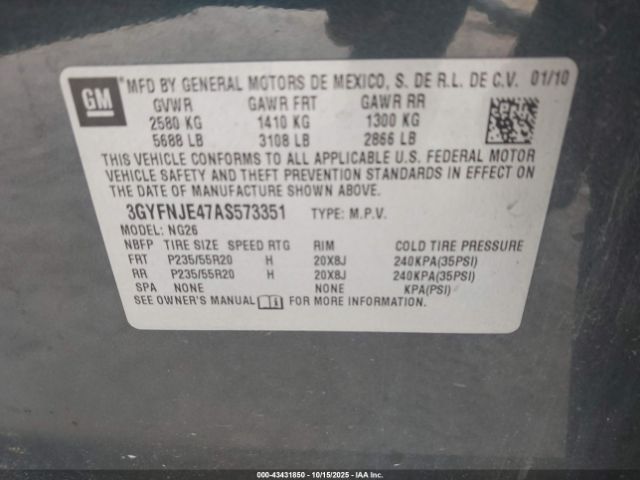 GM
MFD BY GENERAL MOTORS DE MEXICO, S. DE R.L. DE C.V. 01/10
GVWR GAWR FRT GAWR RR
2580 KG 1410 KG 1300 KG
5688 LB 3108 LB 2866 LB
THIS VEHICLE CONFORMS TO ALL APPLICABLE U.S. FEDERAL MOTOR
VEHICLE SAFETY AND THEFT PREVENTION STANDARDS IN EFFECT ON THE
DATE OF MANUFACTURE SHOWN ABOVE.
3GYFNJE47AS573351 TYPE: M.P.V.
MODEL: NG26
NBFP TIRE SIZE SPEED RTG RIM COLD TIRE PRESSURE
FRT P235/55R20 H 20X8J 240KPA(35PSI)
RR P235/55R20 H 20X8J 240KPA(35PSI)
SPA NONE NONE KPA(PSI)
SEE OWNER'S MANUAL FOR MORE INFORMATION.
000-43431850 - 10/15/2025 - COPYRIGHT IAA, LLC.